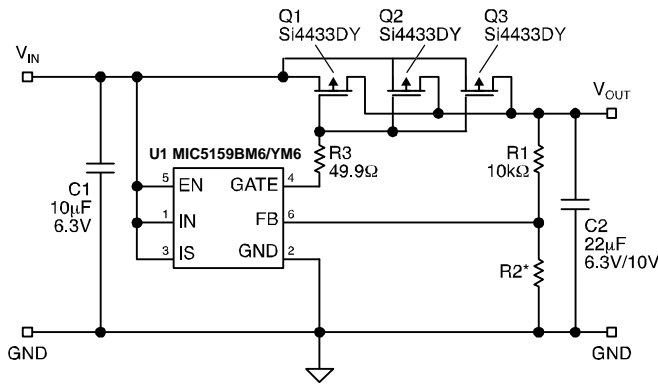 Q1
Si4433DY
Q2
Si4433DY
Q3
Si4433DY
VIN
VOUT
U1 MIC5159BM6/YM6
R3
49.9Ω
R1
10kΩ
C1
10µF
6.3V
5
EN
GATE
4
1
IN
FB
6
3
IS
GND
2
R2*
C2
22µF
6.3V/10V
GND
GND